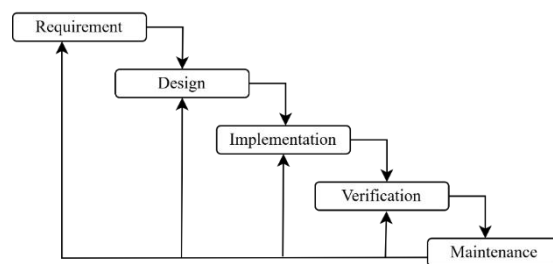 Requirement
Design
Implementation
Verification
Maintenance